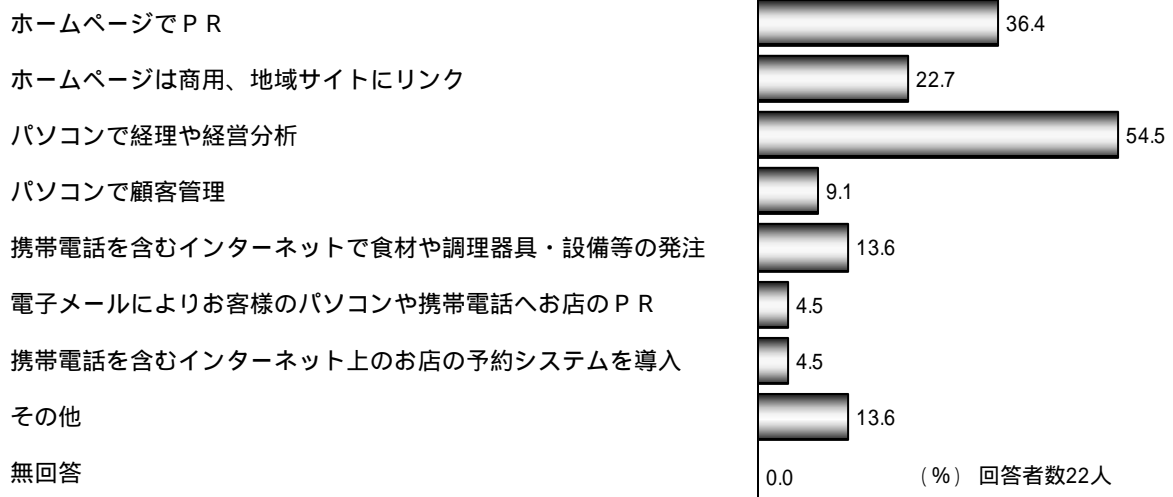 ホームページでＰＲ 36.4
ホームページは商用、地域サイトにリンク 22.7
パソコンで経理や経営分析 54.5
パソコンで顧客管理 9.1
携帯電話を含むインターネットで食材や調理器具・設備等の発注 13.6
電子メールによりお客様のパソコンや携帯電話へお店のＰＲ 4.5
携帯電話を含むインターネット上のお店の予約システムを導入 4.5
その他 13.6
無回答 0.0 （％） 回答者数22人